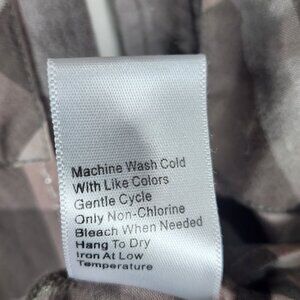 Machine Wash Cold
With Like Colors
Gentle Cycle
Only Non-Chlorine
Bleach When Needed
Hang To Dry
Iron At Low
Temperature